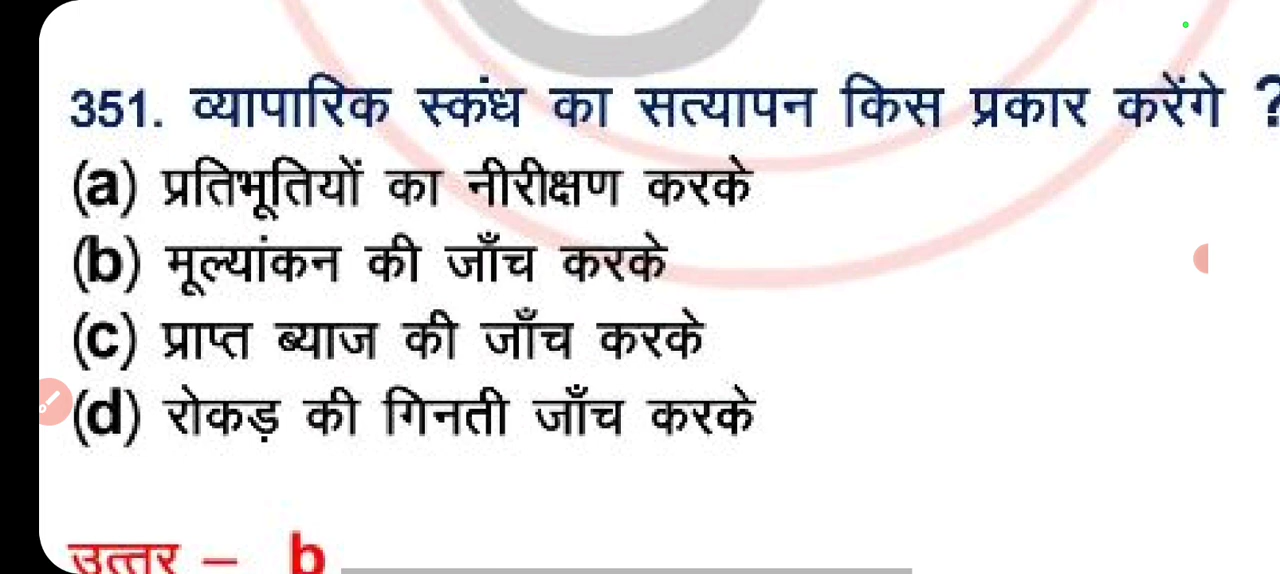 351. व्यापारिक स्कंध का सत्यापन किस प्रकार करेंगे ?
(a) प्रतिभूतियों का नीरीक्षण करके
(b) मूल्यांकन की जाँच करके
(c) प्राप्त ब्याज की जाँच करके
(d) रोकड़ की गिनती जाँच करके
उत्तर – b